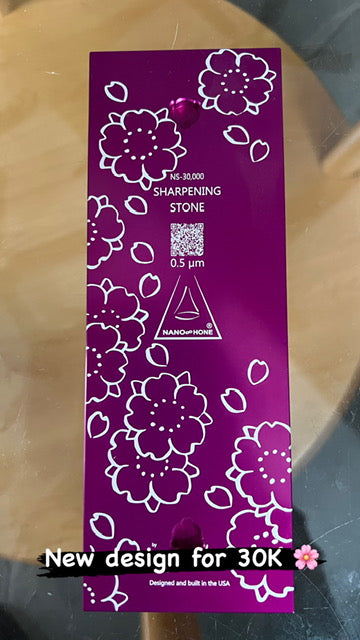 NS-30,000
SHARPENING
STONE
0.5 µm
NANO HONE®
by
New design for 30K 🌸
Designed and built in the USA